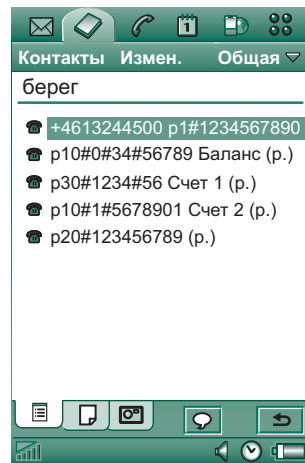 Контакты Измен. Общая
берег
+4613244500 p1#1234567890
p10#0#34#56789 Баланс (р.)
p30#1234#56 Счет 1 (р.)
p10#1#5678901 Счет 2 (р.)
p20#123456789 (р.)